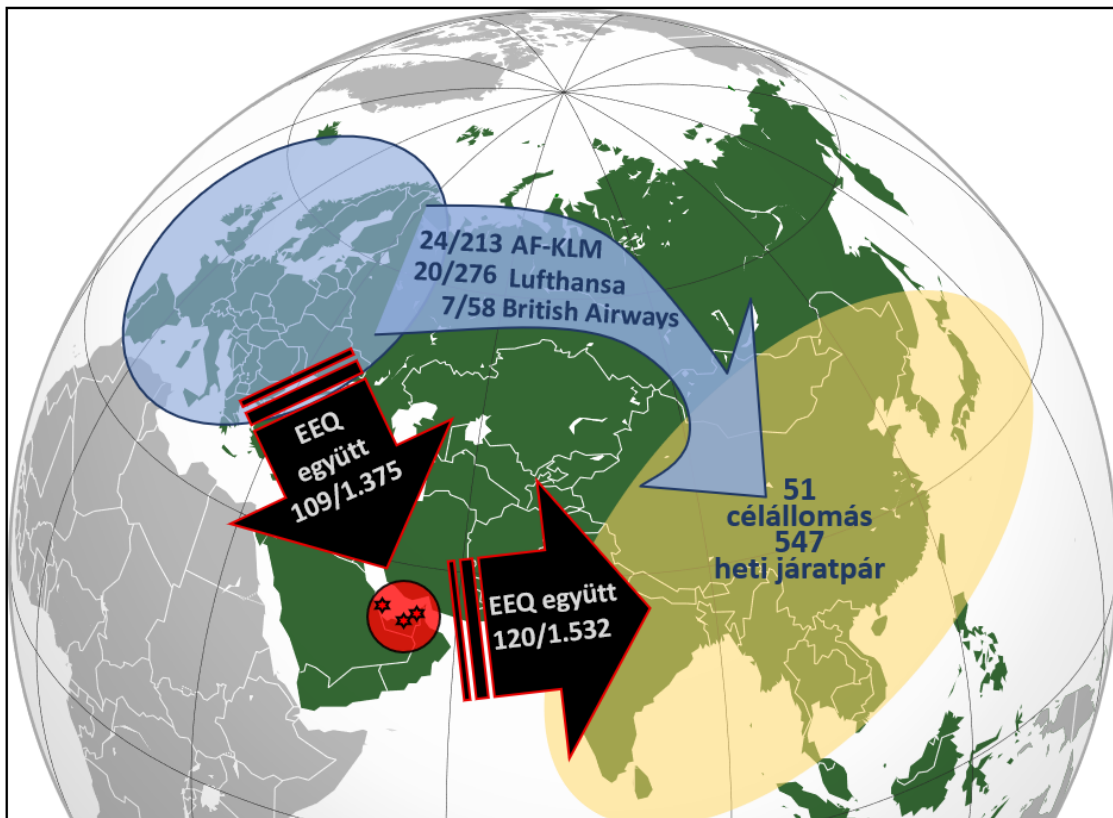 24/213 AF-KLM
20/276 Lufthansa
7/58 British Airways
EEQ
együtt
109/1.375
51
célállomás
547
heti járatpár
EEQ együtt
120/1.532